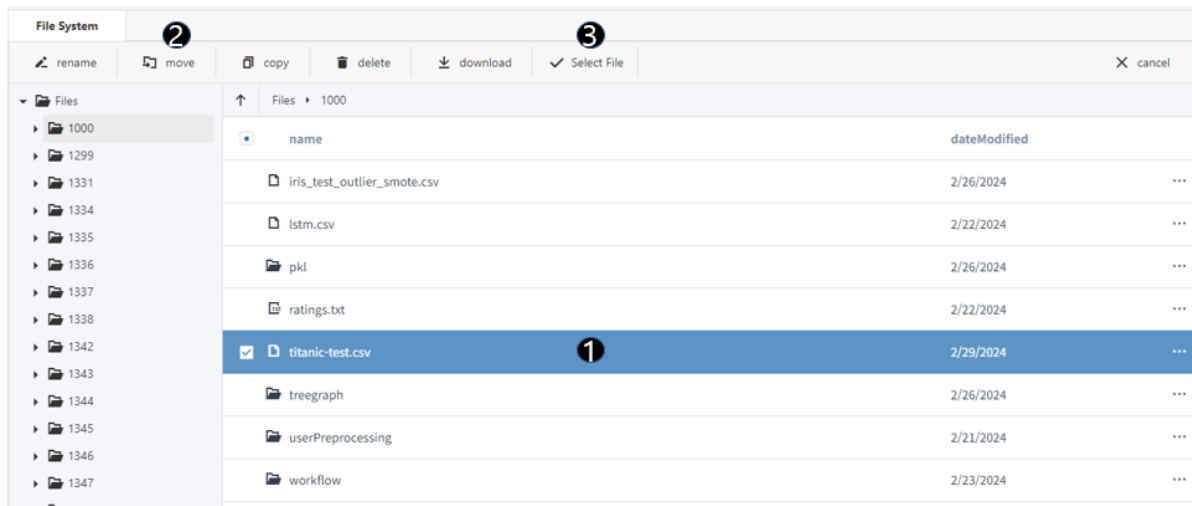 File System
2
3
rename
move
copy
delete
download
Select File
cancel
Files
1000
1299
1331
1334
1335
1336
1337
1338
1342
1343
1344
1345
1346
1347
Files 1000
name dateModified
iris_test_outlier_smote.csv 2/26/2024 ...
lstm.csv 2/22/2024 ...
pkl 2/26/2024 ...
ratings.txt 2/22/2024 ...
titanic-test.csv 1 2/29/2024 ...
treegraph 2/26/2024 ...
userPreprocessing 2/21/2024 ...
workflow 2/23/2024 ...